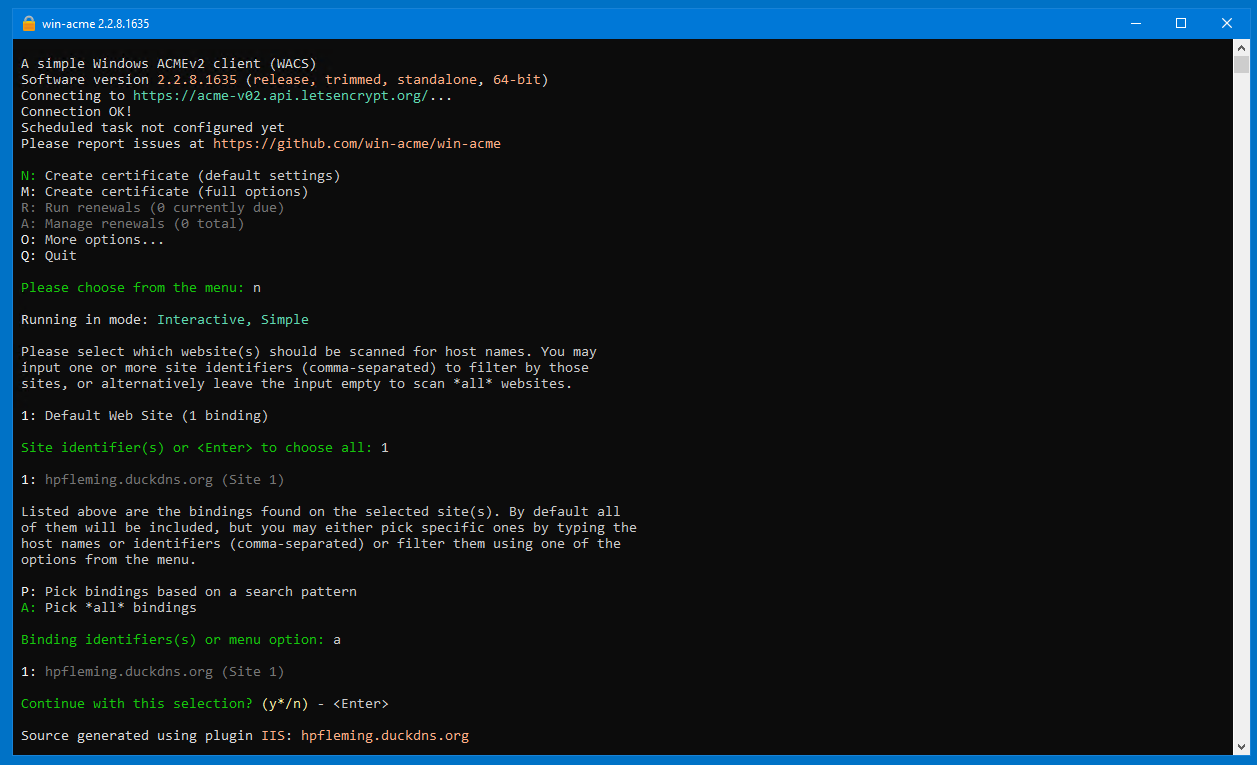 win-acme 2.2.8.1635
A simple Windows ACMEv2 client (WACS)
Software version 2.2.8.1635 (release, trimmed, standalone, 64-bit)
Connecting to https://acme-v02.api.letsencrypt.org/...
Connection OK!
Scheduled task not configured yet
Please report issues at https://github.com/win-acme/win-acme
N: Create certificate (default settings)
M: Create certificate (full options)
R: Run renewals (0 currently due)
A: Manage renewals (0 total)
O: More options...
Q: Quit
Please choose from the menu: n
Running in mode: Interactive, Simple
Please select which website(s) should be scanned for host names. You may
input one or more site identifiers (comma-separated) to filter by those
sites, or alternatively leave the input empty to scan *all* websites.
1: Default Web Site (1 binding)
Site identifier(s) or <Enter> to choose all: 1
1: hpfleming.duckdns.org (Site 1)
Listed above are the bindings found on the selected site(s). By default all
of them will be included, but you may either pick specific ones by typing the
host names or identifiers (comma-separated) or filter them using one of the
options from the menu.
P: Pick bindings based on a search pattern
A: Pick *all* bindings
Binding identifiers(s) or menu option: a
1: hpfleming.duckdns.org (Site 1)
Continue with this selection? (y*/n) - <Enter>
Source generated using plugin IIS: hpfleming.duckdns.org